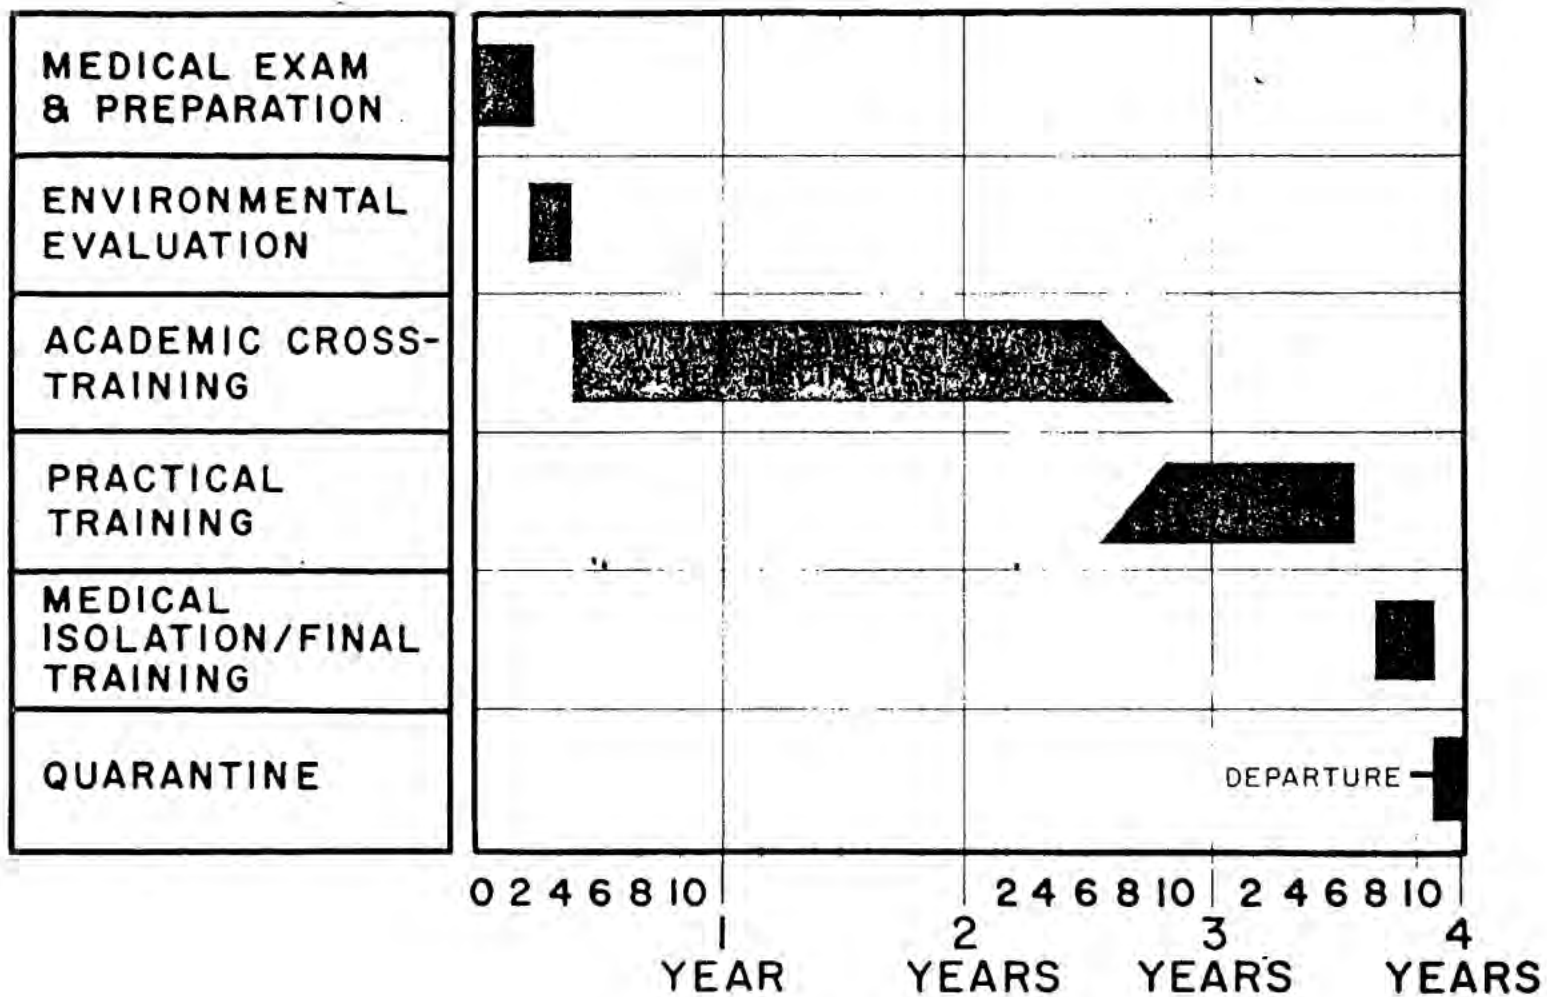 MEDICAL EXAM
& PREPARATION
ENVIRONMENTAL
EVALUATION
ACADEMIC CROSS-
TRAINING
OTHER DISCIPLINES
PRACTICAL
TRAINING
MEDICAL
ISOLATION/FINAL
TRAINING
QUARANTINE
DEPARTURE
0 2 4 6 8 10 2 4 6 8 10 2 4 6 8 10
1 2 3 4
YEAR YEARS YEARS YEARS